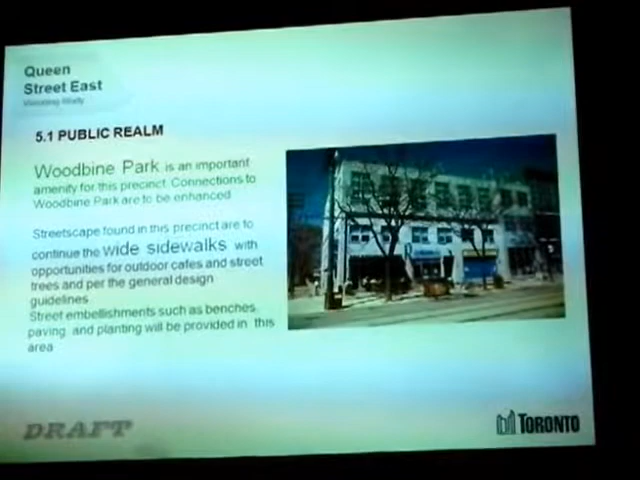 Queen
Street East
Visioning Study
5.1 PUBLIC REALM
Woodbine Park is an important
amenity for this precinct. Connections to
Woodbine Park are to be enhanced
Streetscape found in this precinct are to
continue the wide sidewalks with
opportunities for outdoor cafes and street
trees and per the general design
guidelines
Street embellishments such as benches,
paving and planting will be provided in this
area
DRAFT
TORONTO